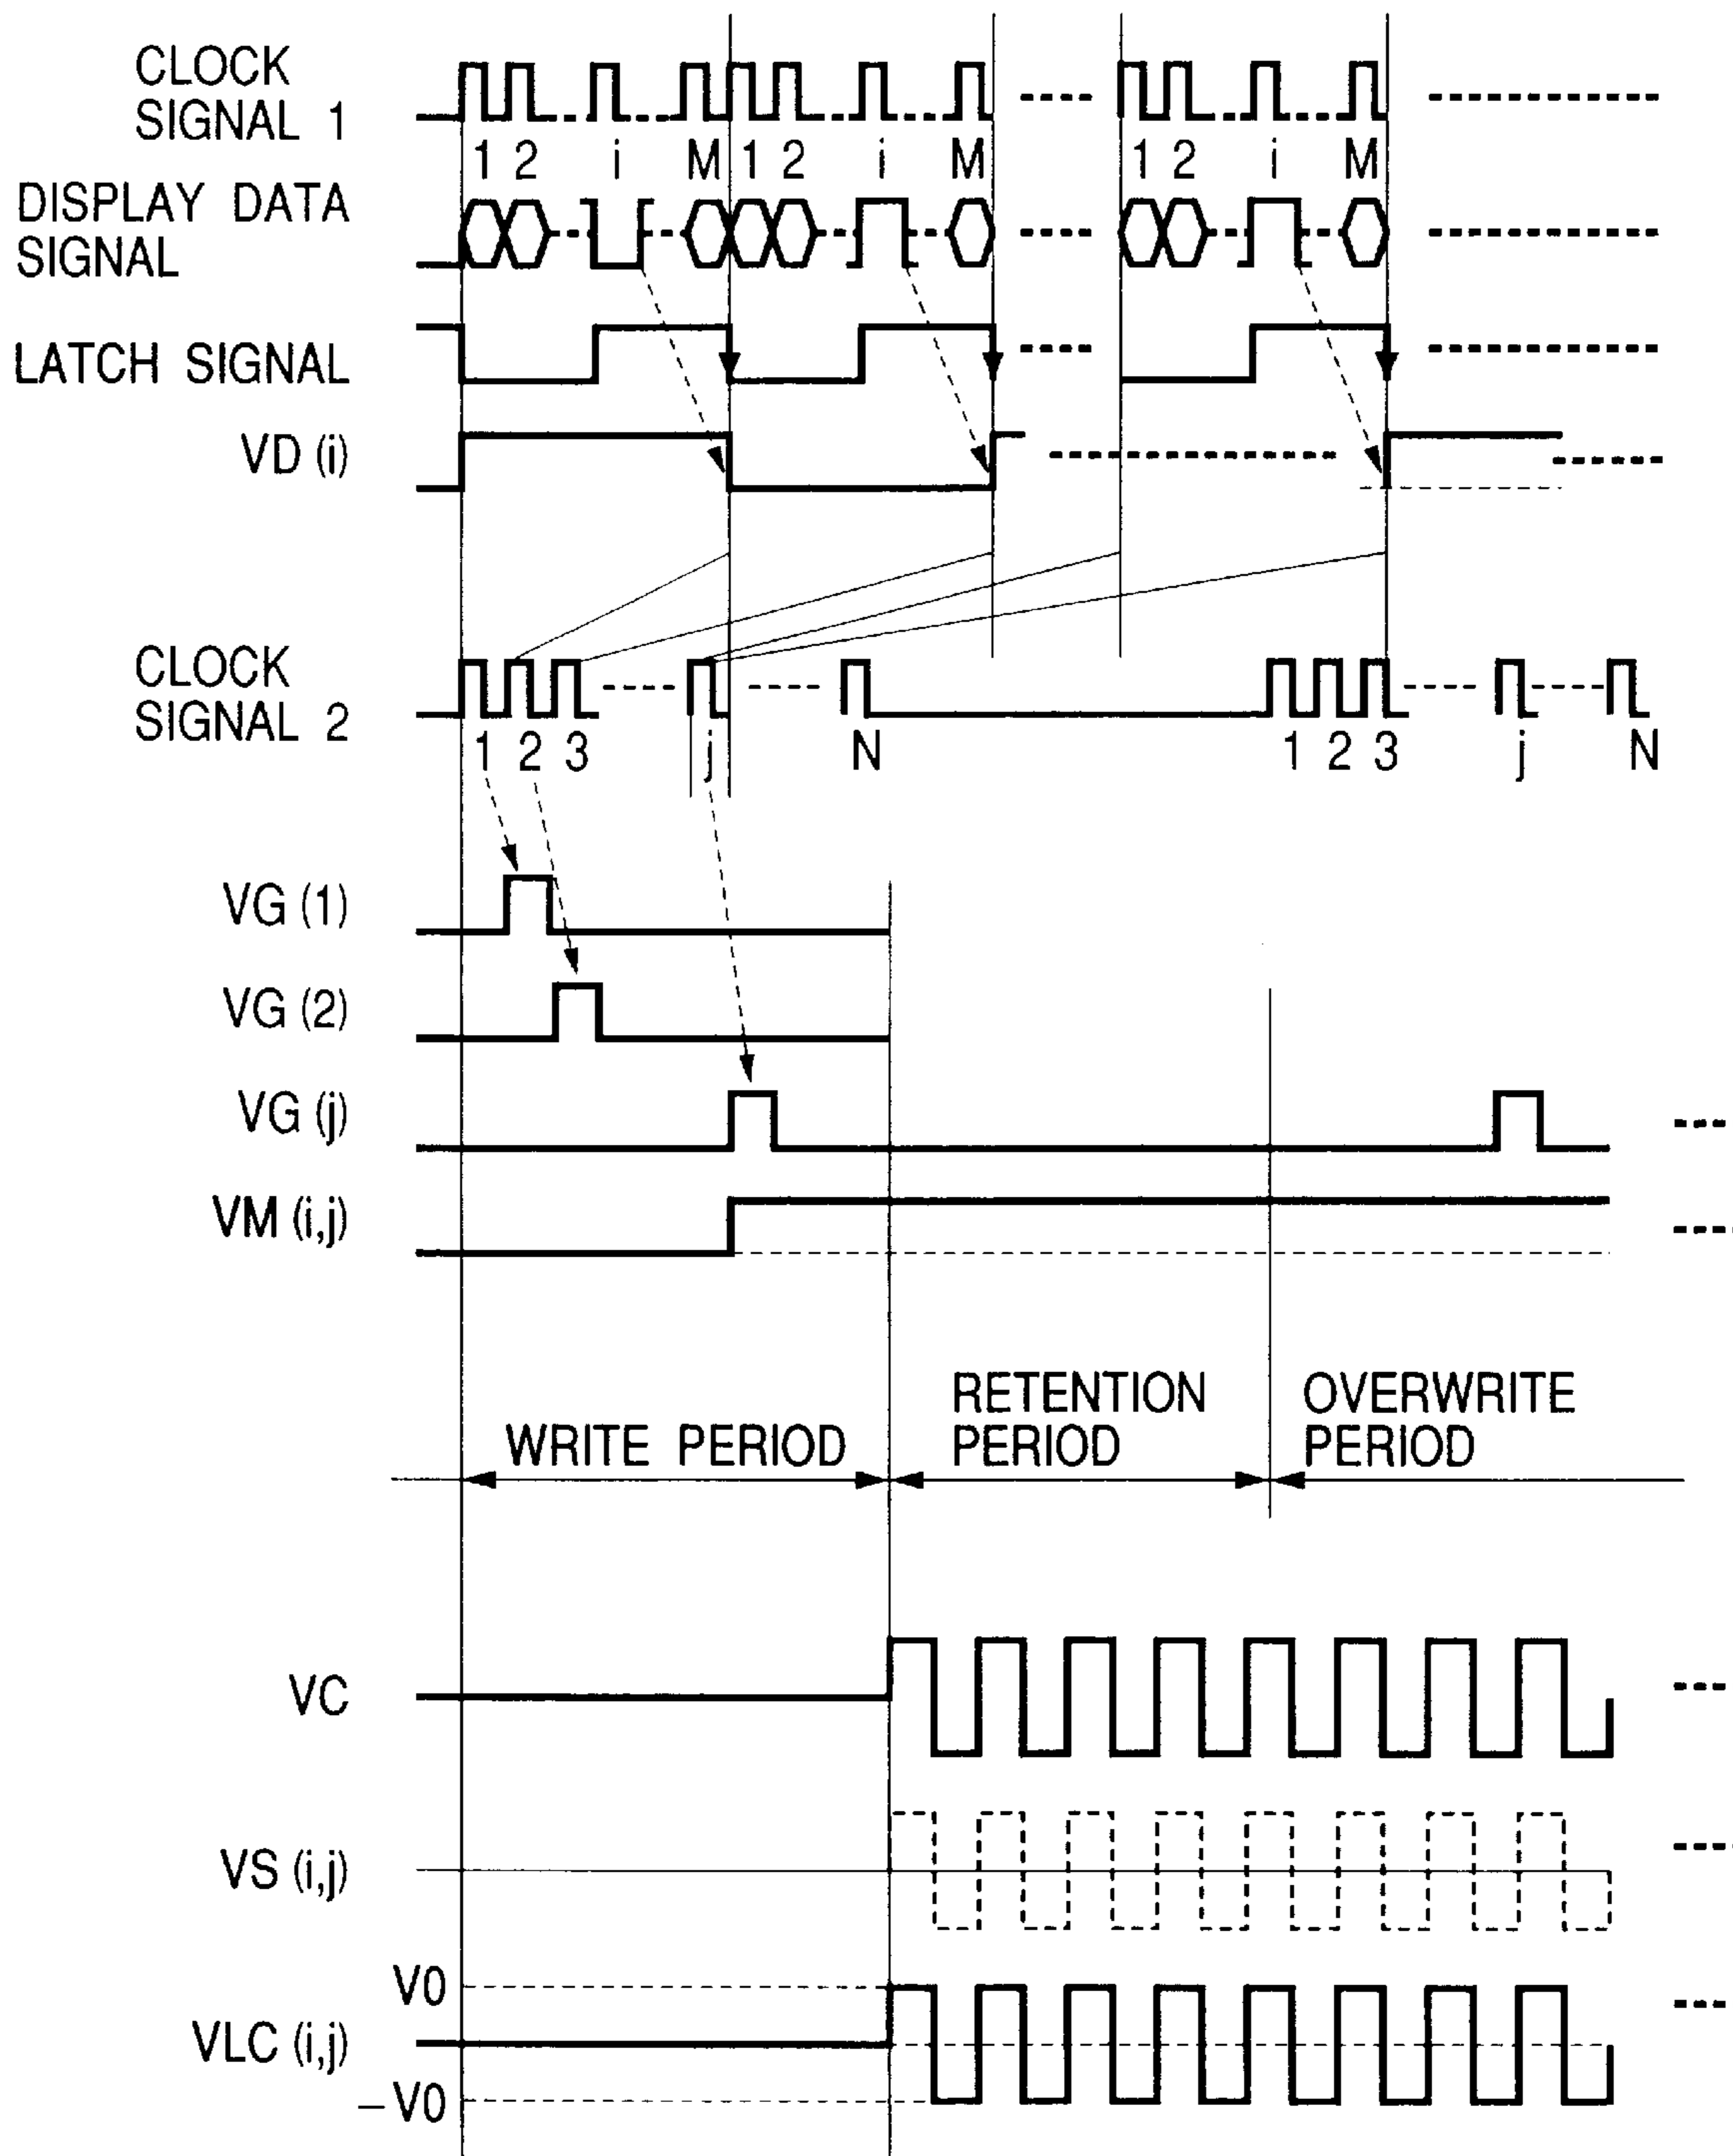 CLOCK
SIGNAL 1
1 2 i M 1 2 i M 1 2 i M
DISPLAY DATA
SIGNAL
LATCH SIGNAL
VD (i)
CLOCK
SIGNAL 2
1 2 3 j N 1 2 3 j N
VG (1)
VG (2)
VG (j)
VM (i,j)
WRITE PERIOD
RETENTION
PERIOD
OVERWRITE
PERIOD
VC
VS (i,j)
V0
VLC (i,j)
–V0